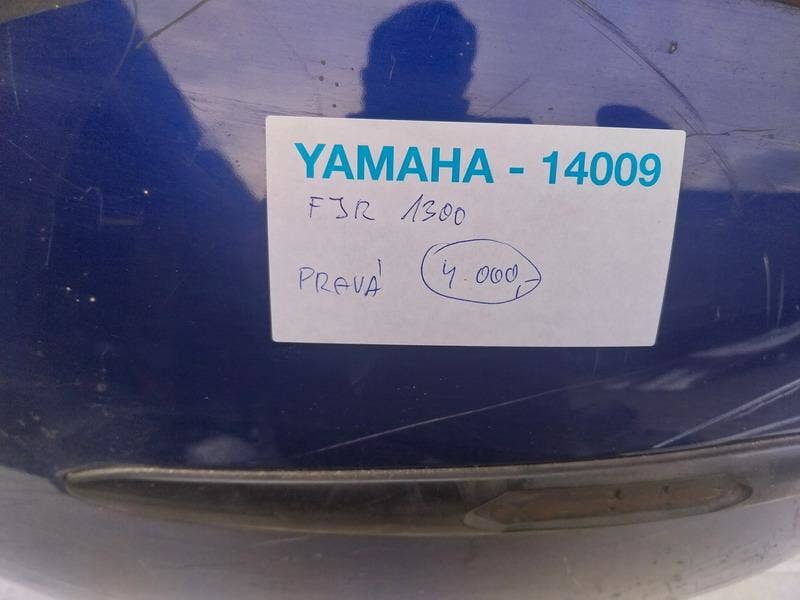 YAMAHA - 14009
FJR 1300
PRAVÁ 4.000,-